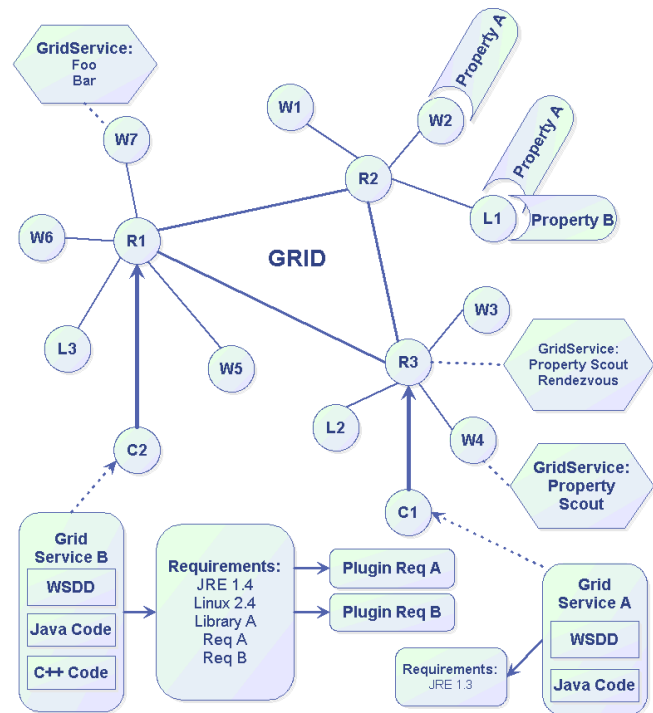 GridService:
Foo
Bar
Property A
W1
W2
Property A
W7
R2
L1
Property B
W6
R1
GRID
W3
L3
W5
R3
GridService:
Property Scout
Rendezvous
L2
W4
C2
GridService:
Property
Scout
C1
Grid
Service B
WSDD
Java Code
C++ Code
Requirements:
JRE 1.4
Linux 2.4
Library A
Req A
Req B
Plugin Req A
Plugin Req B
Grid
Service A
WSDD
Java Code
Requirements:
JRE 1.3